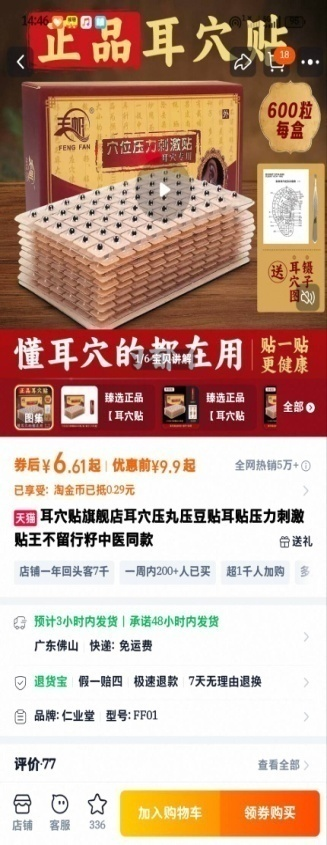 14:46
正品耳穴贴
18
天帆
FENG FAN
穴位压力刺激贴
耳穴专用
600粒
每盒
送
耳穴图
镊子
懂耳穴的都在用
贴一贴
更健康
1/6 宝贝讲解
图集
臻选正品
【耳穴贴
臻选正品
【耳穴贴
全部
券后¥6.61起 | 优惠前¥9.9起
全网热销5万+
已享受: 淘金币已抵0.29元
天猫 耳穴贴旗舰店耳穴压丸压豆贴耳贴压力刺激
贴王不留行籽中医同款
送礼
店铺一年回头客7千
一周内200+人已买
超1千人加购
多
预计3小时内发货 | 承诺48小时内发货
广东佛山 快递: 免运费
退货宝 假一赔四 极速退款 7天无理由退换
品牌: 仁业堂 型号: FF01
评价·77
查看全部
店铺
客服
336
加入购物车
领券购买